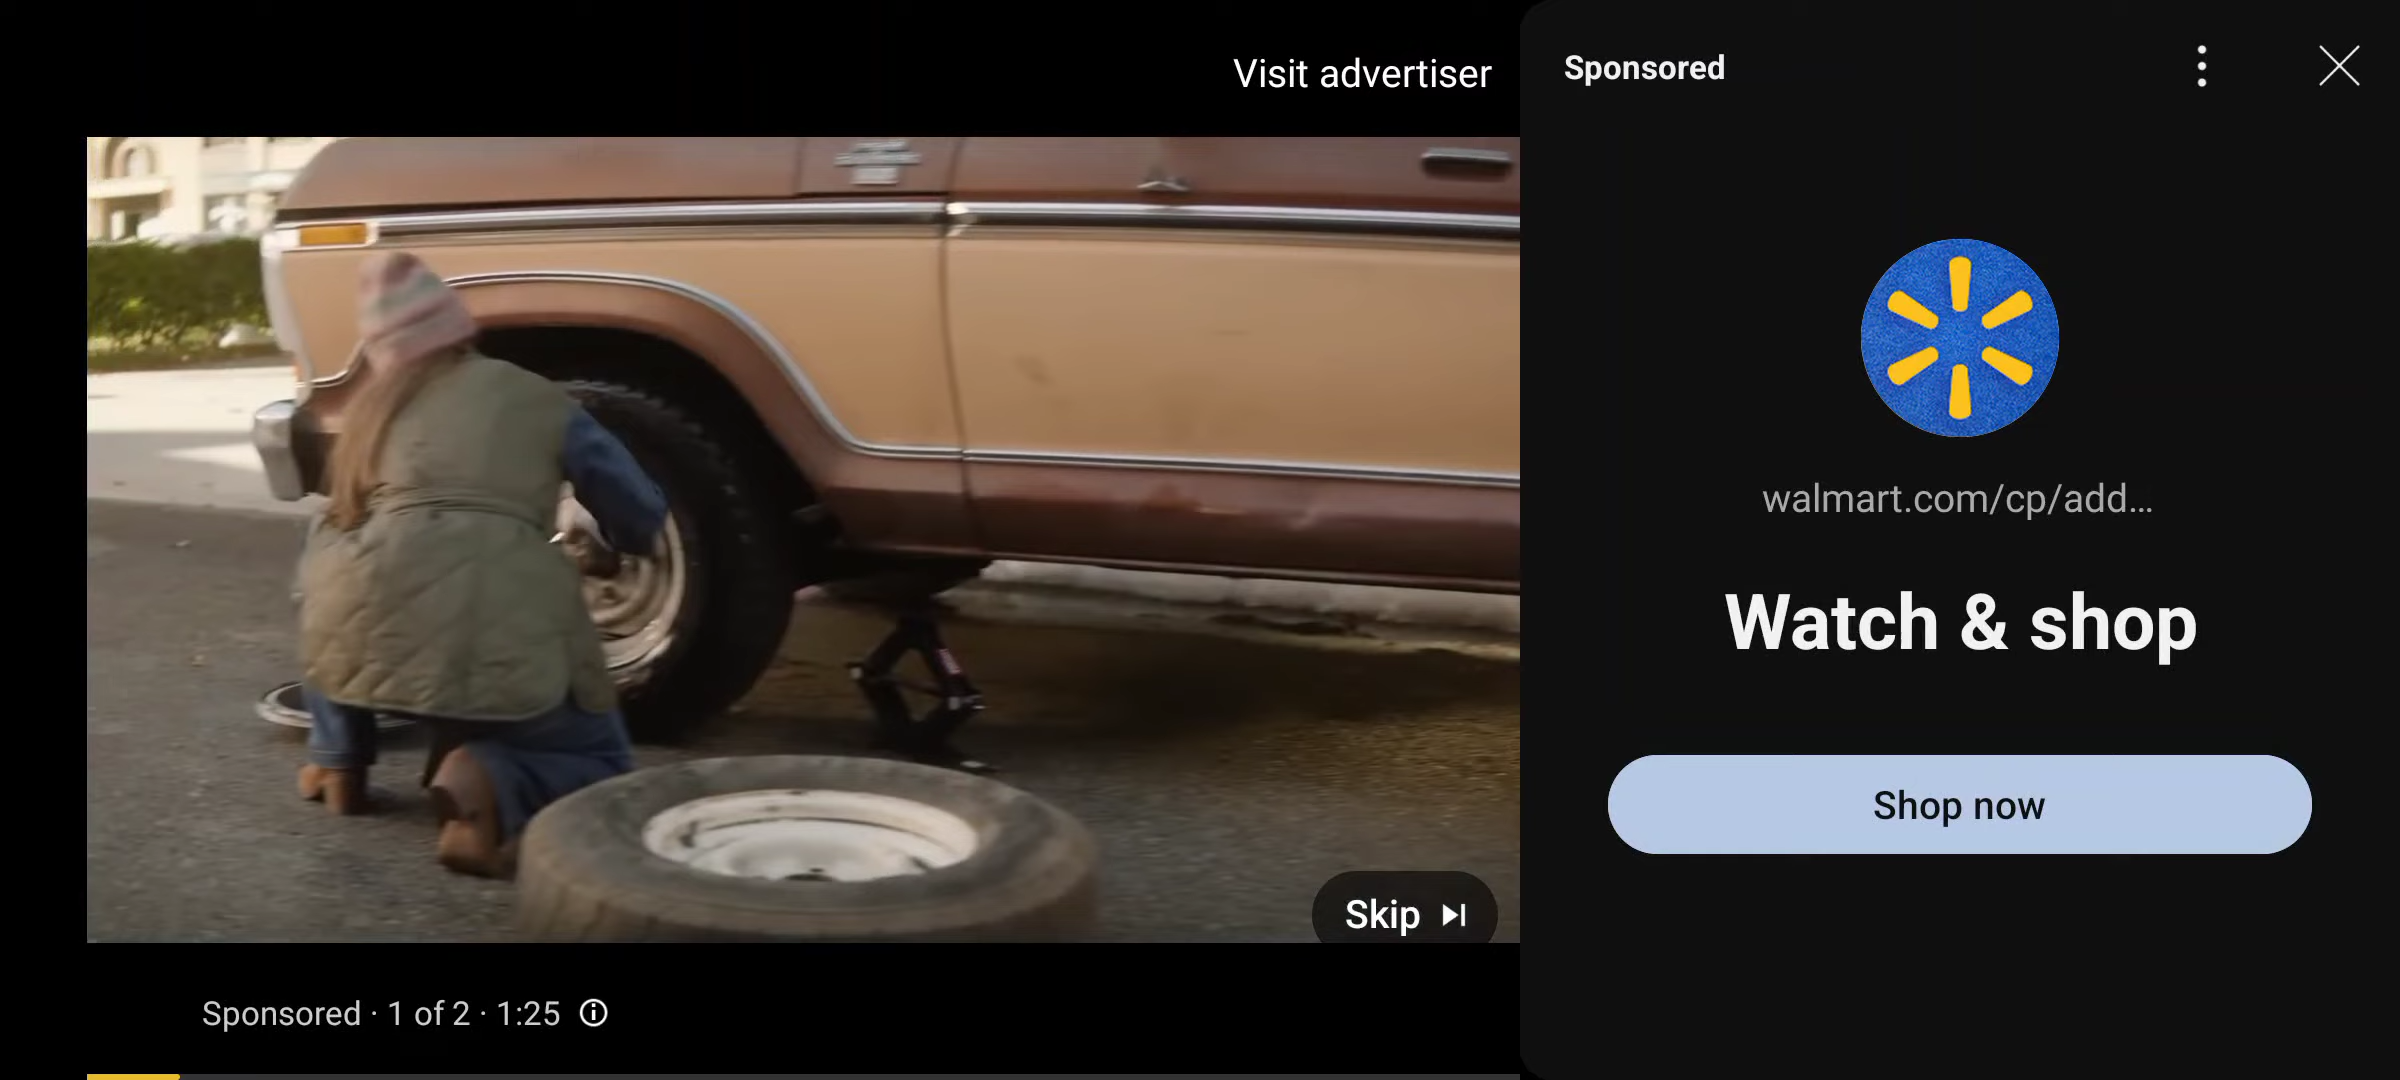 Visit advertiser
Skip
Sponsored · 1 of 2 · 1:25
Sponsored
walmart.com/cp/add...
Watch & shop
Shop now